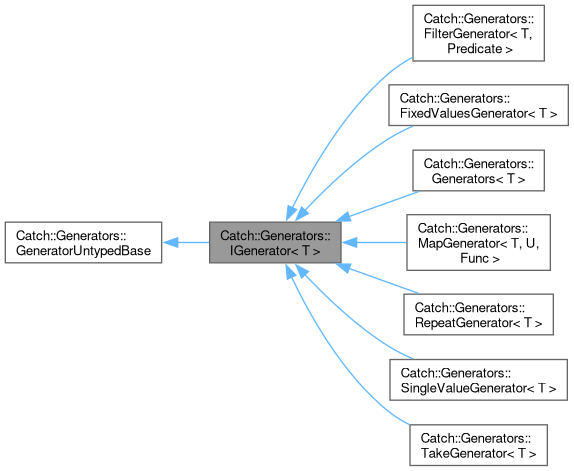 Catch::Generators::
GeneratorUntypedBase
Catch::Generators::
IGenerator< T >
Catch::Generators::
FilterGenerator< T,
Predicate >
Catch::Generators::
FixedValuesGenerator< T >
Catch::Generators::
Generators< T >
Catch::Generators::
MapGenerator< T, U,
Func >
Catch::Generators::
RepeatGenerator< T >
Catch::Generators::
SingleValueGenerator< T >
Catch::Generators::
TakeGenerator< T >